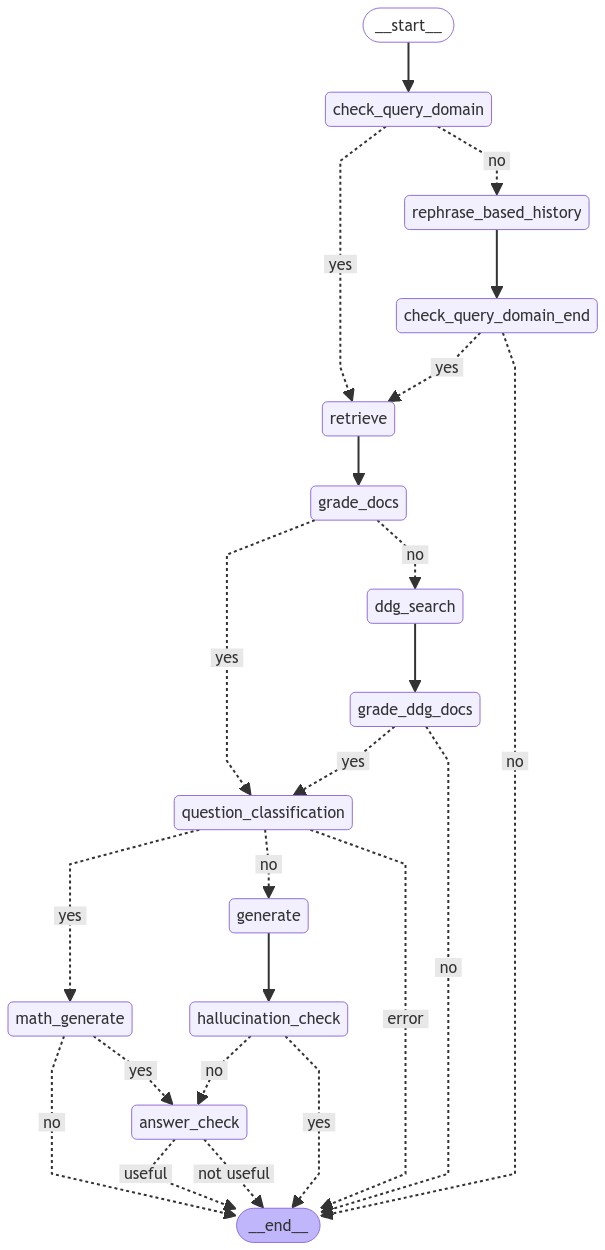 __start__
check_query_domain
no
rephrase_based_history
yes
check_query_domain_end
yes
retrieve
grade_docs
no
ddg_search
yes
grade_ddg_docs
yes
no
question_classification
no
yes
generate
no
math_generate
hallucination_check
error
yes
no
no
answer_check
yes
useful
not useful
__end__